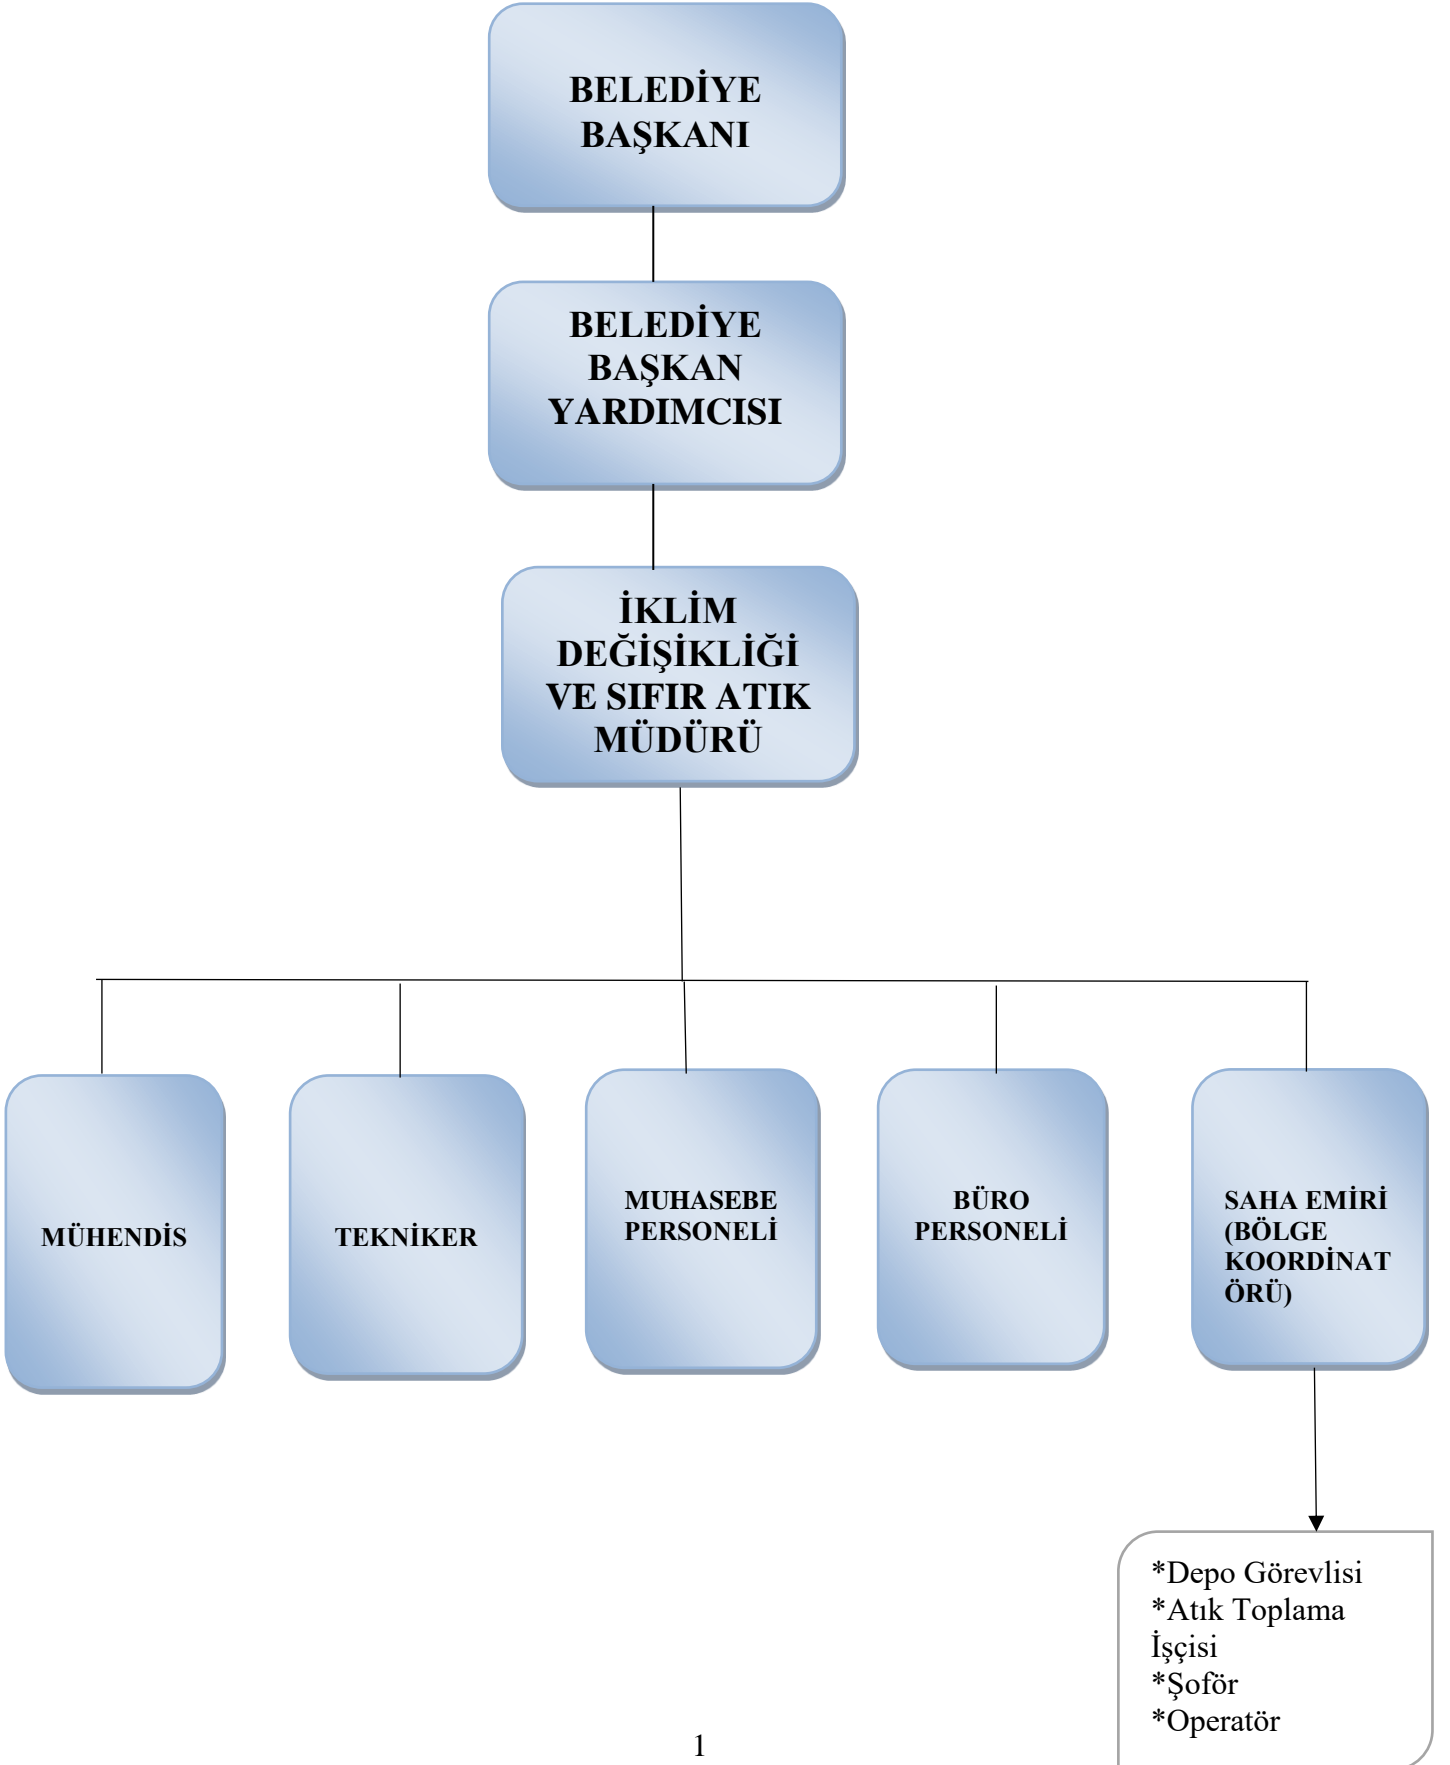 BELEDİYE
BAŞKANI
BELEDİYE
BAŞKAN
YARDIMCISI
İKLİM
DEĞİŞİKLİĞİ
VE SIFIR ATIK
MÜDÜRÜ
MÜHENDİS
TEKNİKER
MUHASEBE
PERSONELİ
BÜRO
PERSONELİ
SAHA EMİRİ
(BÖLGE
KOORDİNAT
ÖRÜ)
*Depo Görevlisi
*Atık Toplama
İşçisi
*Şoför
*Operatör
1